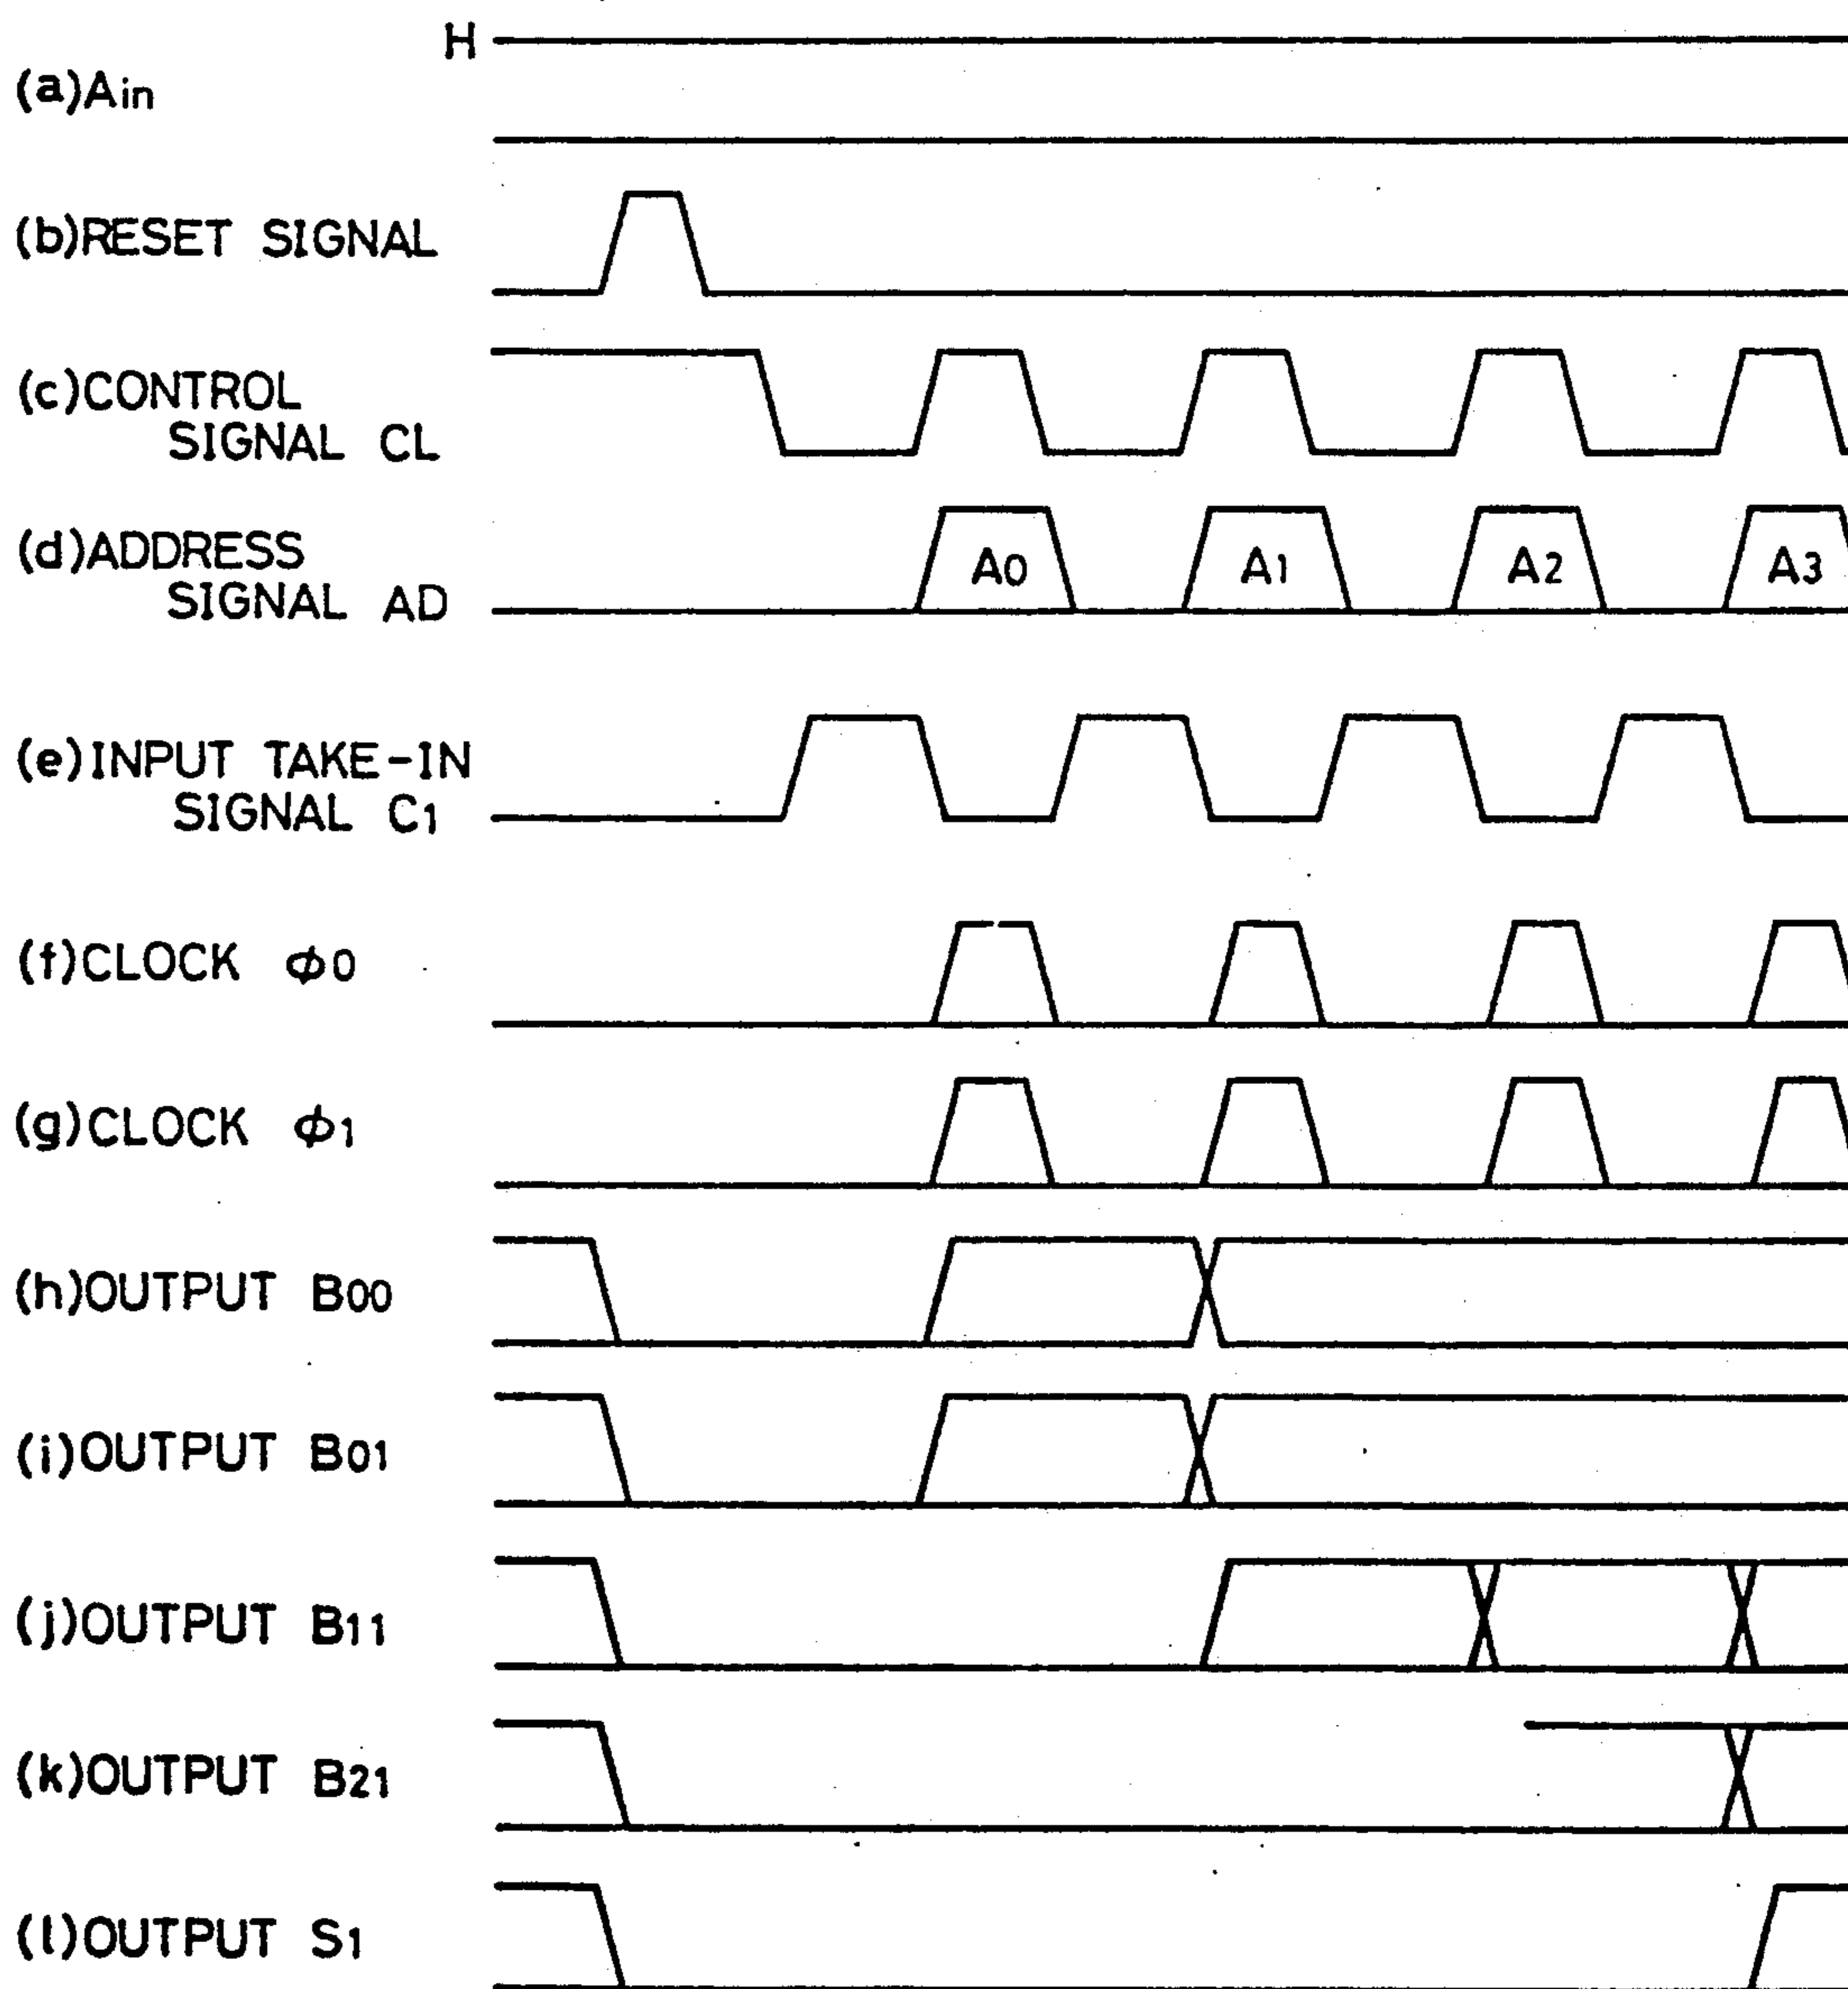 H
(a)Ain
(b)RESET SIGNAL
(c)CONTROL
SIGNAL CL
(d)ADDRESS
SIGNAL AD
A0 A1 A2 A3
(e)INPUT TAKE-IN
SIGNAL C1
(f)CLOCK ϕ0
(g)CLOCK ϕ1
(h)OUTPUT B00
(i)OUTPUT B01
(j)OUTPUT B11
(k)OUTPUT B21
(l)OUTPUT S1